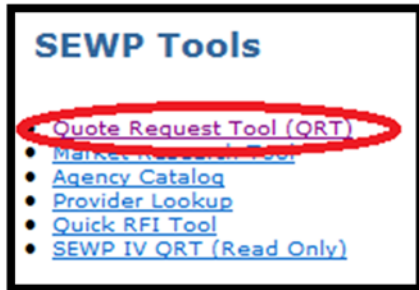 SEWP Tools
Quote Request Tool (QRT)
Market Research Tool
Agency Catalog
Provider Lookup
Quick RFI Tool
SEWP IV QRT (Read Only)